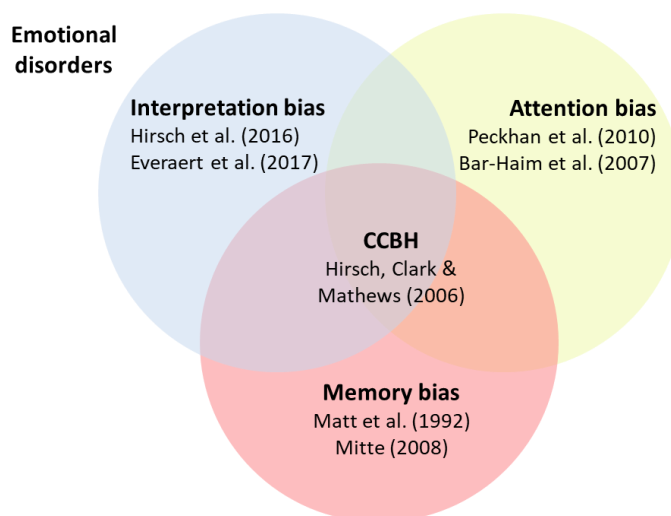 Emotional
disorders
Interpretation bias
Hirsch et al. (2016)
Everaert et al. (2017)
Attention bias
Peckhan et al. (2010)
Bar-Haim et al. (2007)
CCBH
Hirsch, Clark &
Mathews (2006)
Memory bias
Matt et al. (1992)
Mitte (2008)